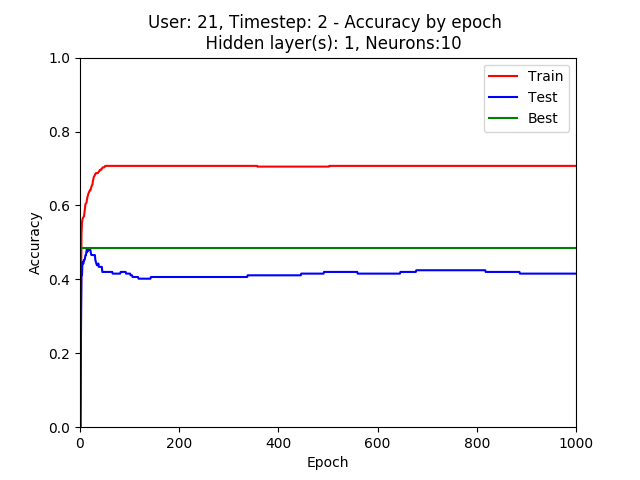 User: 21, Timestep: 2 - Accuracy by epoch
Hidden layer(s): 1, Neurons:10
1.0
0.8
0.6
0.4
0.2
0.0
Accuracy
Train
Test
Best
0
200
400
600
800
1000
Epoch